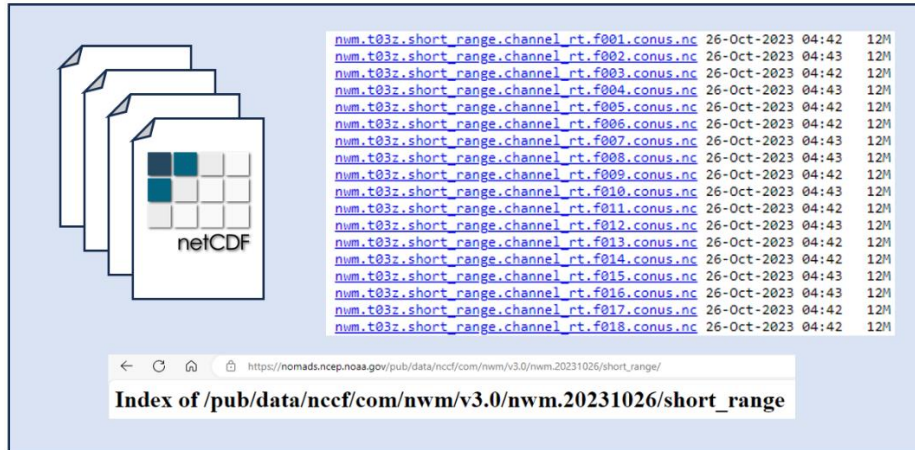 netCDF
nwm.t03z.short_range.channel_rt.f001.conus.nc 26-Oct-2023 04:42 12M
nwm.t03z.short_range.channel_rt.f002.conus.nc 26-Oct-2023 04:43 12M
nwm.t03z.short_range.channel_rt.f003.conus.nc 26-Oct-2023 04:42 12M
nwm.t03z.short_range.channel_rt.f004.conus.nc 26-Oct-2023 04:43 12M
nwm.t03z.short_range.channel_rt.f005.conus.nc 26-Oct-2023 04:42 12M
nwm.t03z.short_range.channel_rt.f006.conus.nc 26-Oct-2023 04:42 12M
nwm.t03z.short_range.channel_rt.f007.conus.nc 26-Oct-2023 04:42 12M
nwm.t03z.short_range.channel_rt.f008.conus.nc 26-Oct-2023 04:43 12M
nwm.t03z.short_range.channel_rt.f009.conus.nc 26-Oct-2023 04:42 12M
nwm.t03z.short_range.channel_rt.f010.conus.nc 26-Oct-2023 04:43 12M
nwm.t03z.short_range.channel_rt.f011.conus.nc 26-Oct-2023 04:42 12M
nwm.t03z.short_range.channel_rt.f012.conus.nc 26-Oct-2023 04:43 12M
nwm.t03z.short_range.channel_rt.f013.conus.nc 26-Oct-2023 04:42 12M
nwm.t03z.short_range.channel_rt.f014.conus.nc 26-Oct-2023 04:42 12M
nwm.t03z.short_range.channel_rt.f015.conus.nc 26-Oct-2023 04:43 12M
nwm.t03z.short_range.channel_rt.f016.conus.nc 26-Oct-2023 04:43 12M
nwm.t03z.short_range.channel_rt.f017.conus.nc 26-Oct-2023 04:42 12M
nwm.t03z.short_range.channel_rt.f018.conus.nc 26-Oct-2023 04:42 12M
https://nomads.ncep.noaa.gov/pub/data/nccf/com/nwm/v3.0/nwm.20231026/short_range/
Index of /pub/data/nccf/com/nwm/v3.0/nwm.20231026/short_range